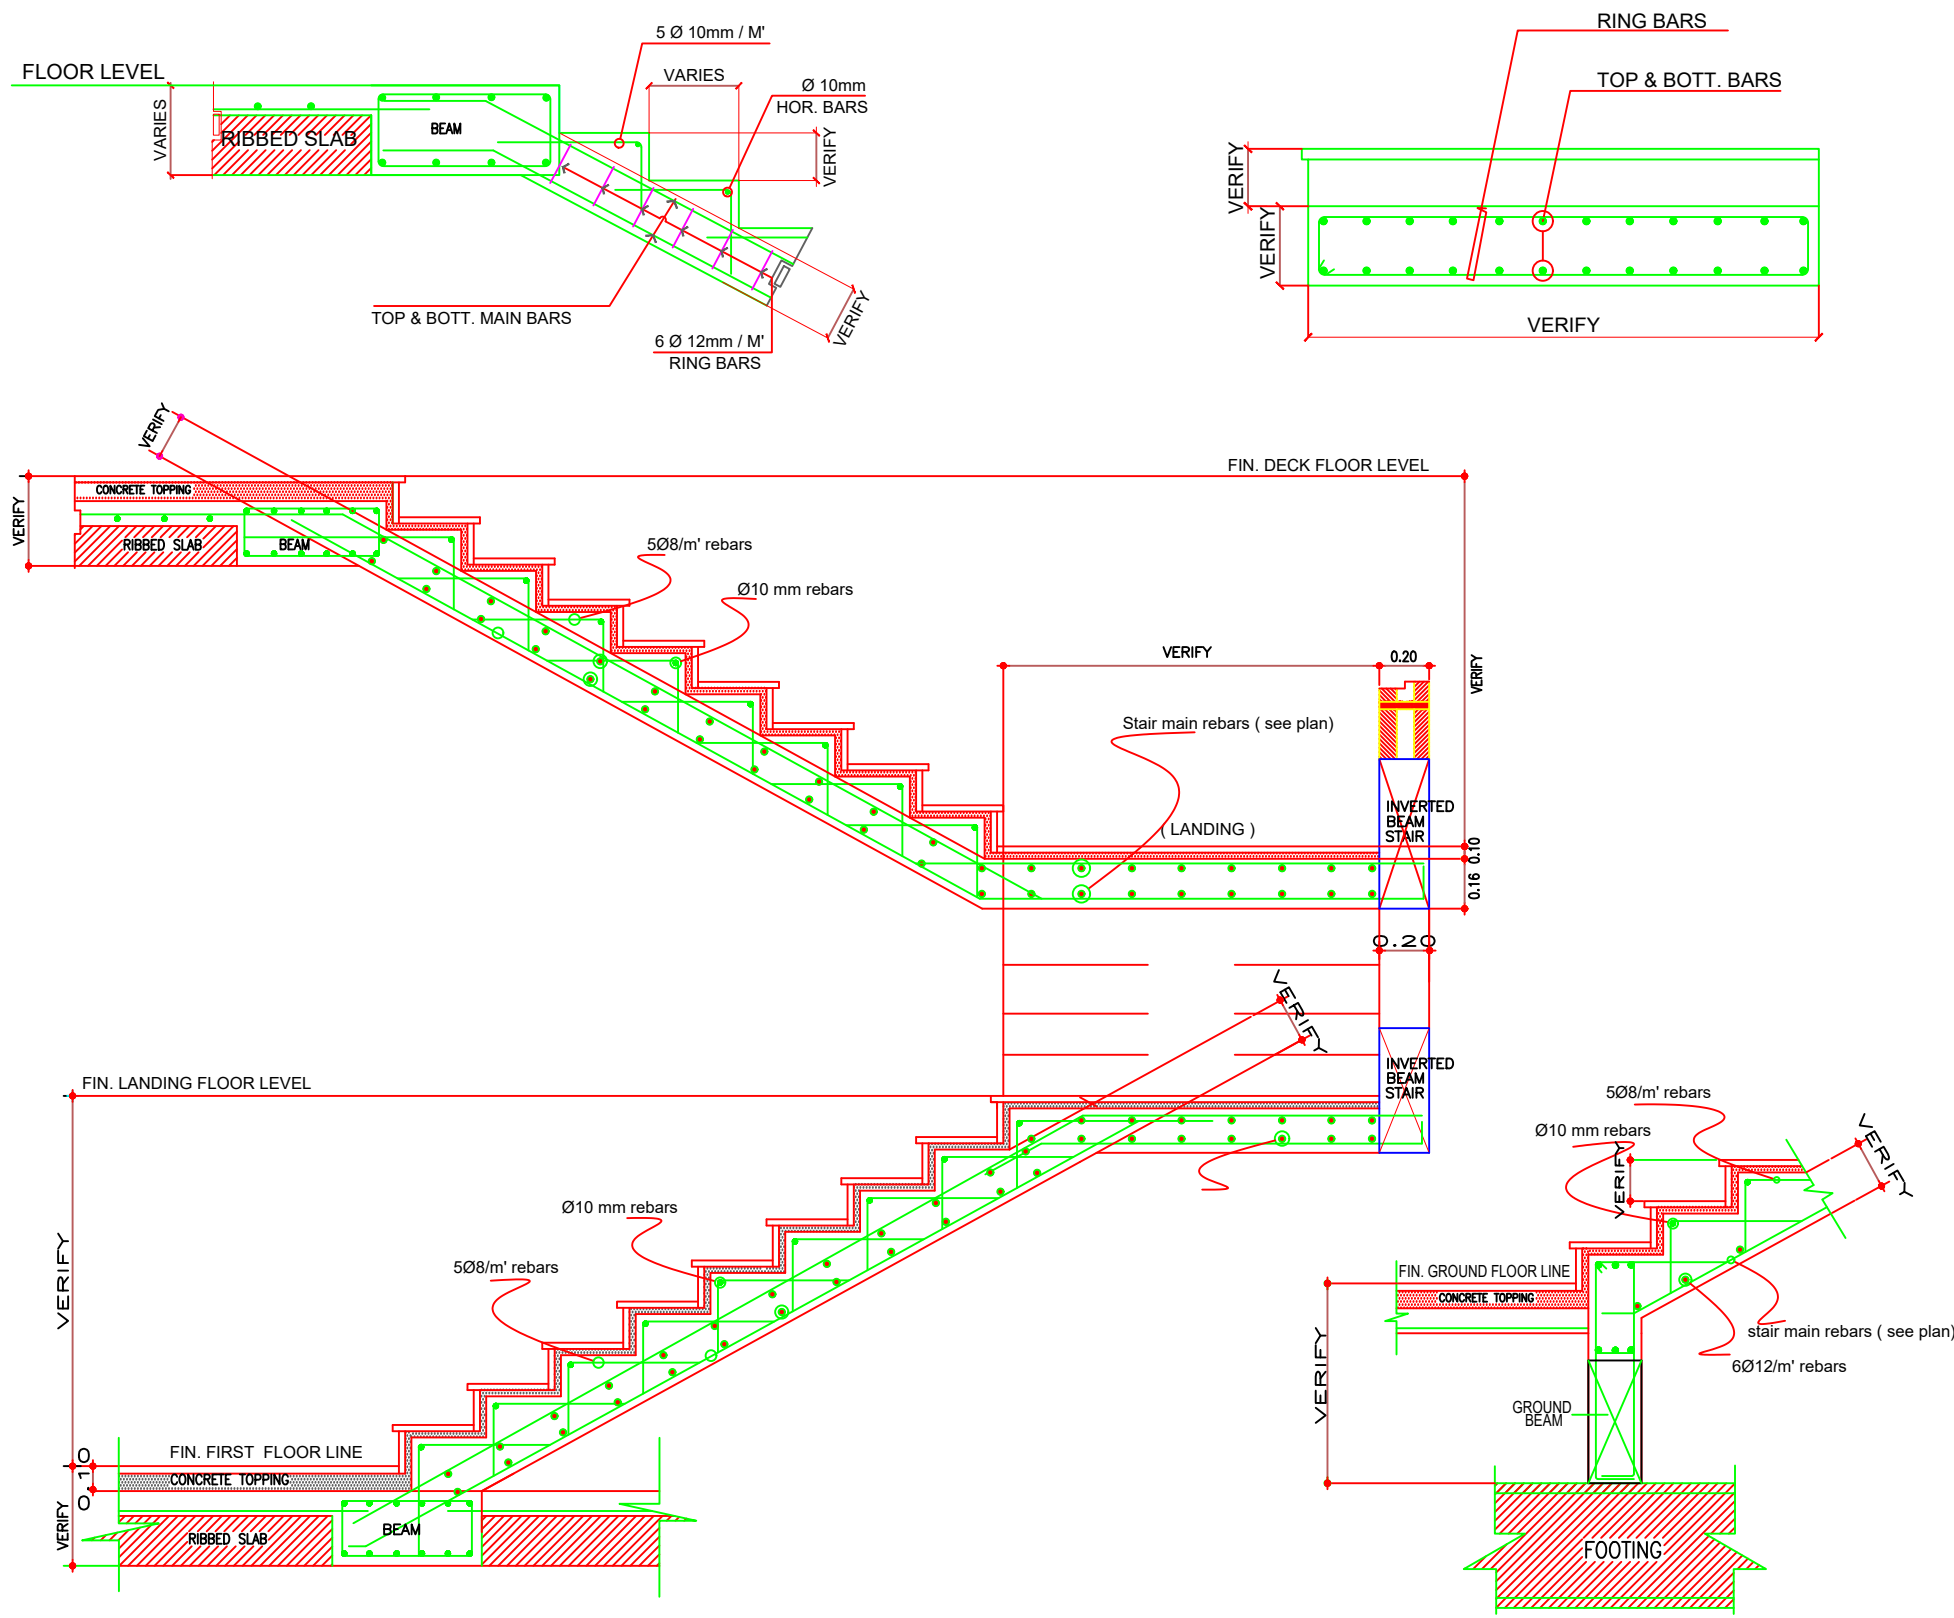 5 Ø 10mm / M'
FLOOR LEVEL
VARIES
Ø 10mm
HOR. BARS
VARIES
RIBBED SLAB
BEAM
VERIFY
TOP & BOTT. MAIN BARS
VERIFY
6 Ø 12mm / M'
RING BARS
RING BARS
TOP & BOTT. BARS
VERIFY
VERIFY
VERIFY
VERIFY
FIN. DECK FLOOR LEVEL
CONCRETE TOPPING
VERIFY
RIBBED SLAB
BEAM
5Ø8/m' rebars
Ø10 mm rebars
VERIFY
0.20
VERIFY
Stair main rebars ( see plan)
INVERTED
BEAM
STAIR
( LANDING )
0.10
0.16
0.20
VERIFY
INVERTED
BEAM
STAIR
FIN. LANDING FLOOR LEVEL
Ø10 mm rebars
5Ø8/m' rebars
VERIFY
FIN. FIRST FLOOR LINE
0.10
CONCRETE TOPPING
VERIFY
RIBBED SLAB
BEAM
5Ø8/m' rebars
Ø10 mm rebars
VERIFY
VERIFY
FIN. GROUND FLOOR LINE
CONCRETE TOPPING
stair main rebars ( see plan)
6Ø12/m' rebars
VERIFY
GROUND
BEAM
FOOTING